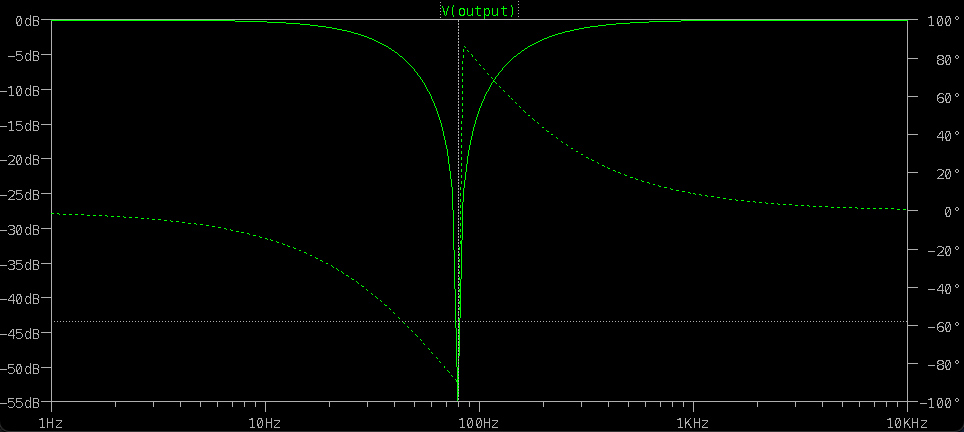 V(output)
0dB 100°
-5dB 80°
-10dB 60°
-15dB 40°
-20dB 20°
-25dB 0°
-30dB -20°
-35dB -40°
-40dB -60°
-45dB -80°
-50dB -100°
-55dB
1Hz 10Hz 100Hz 1KHz 10KHz